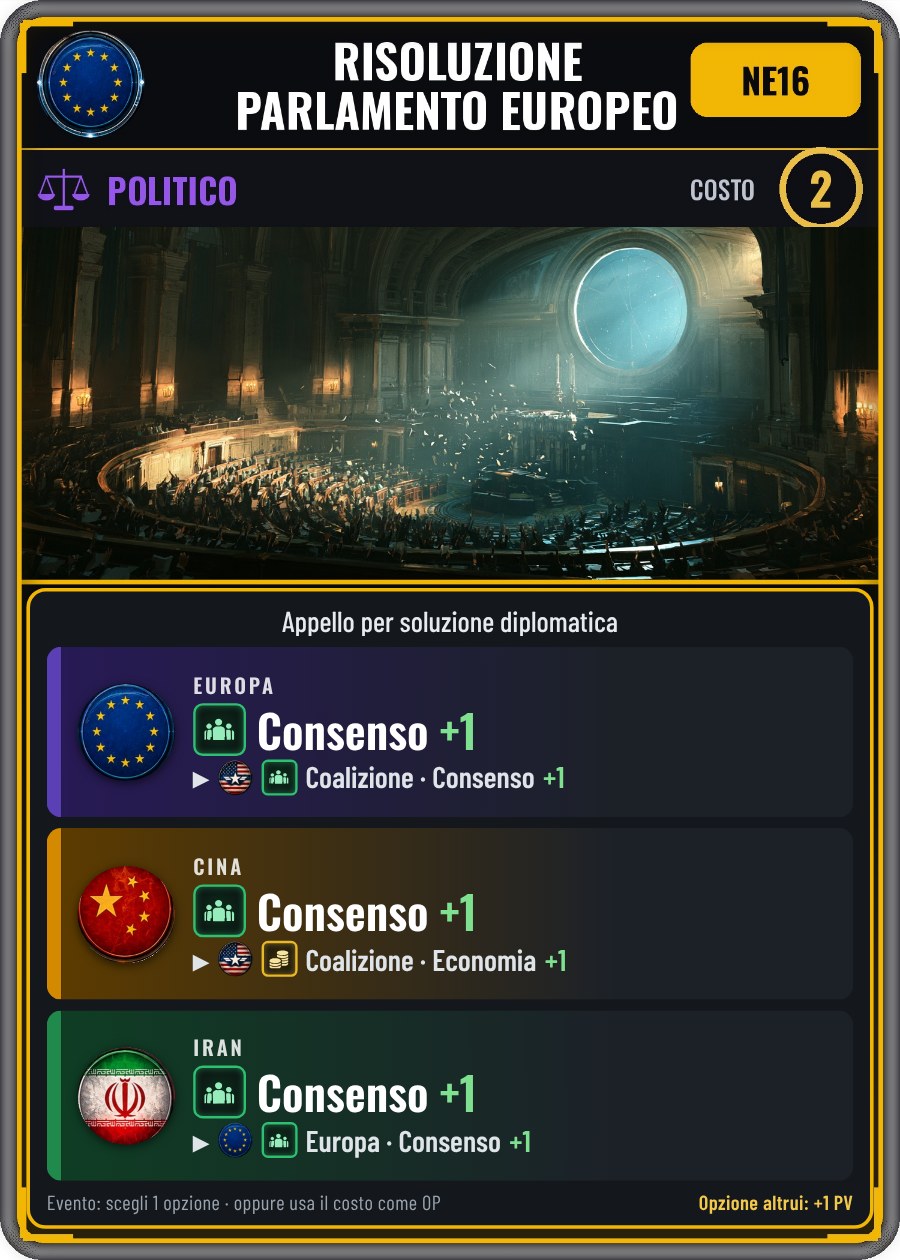 RISOLUZIONE
PARLAMENTO EUROPEO
NE16
POLITICO
COSTO 2
Appello per soluzione diplomatica
EUROPA
Consenso +1
▶ Coalizione · Consenso +1
CINA
Consenso +1
▶ Coalizione · Economia +1
IRAN
Consenso +1
▶ Europa · Consenso +1
Evento: scegli 1 opzione · oppure usa il costo come OP
Opzione altrui: +1 PV